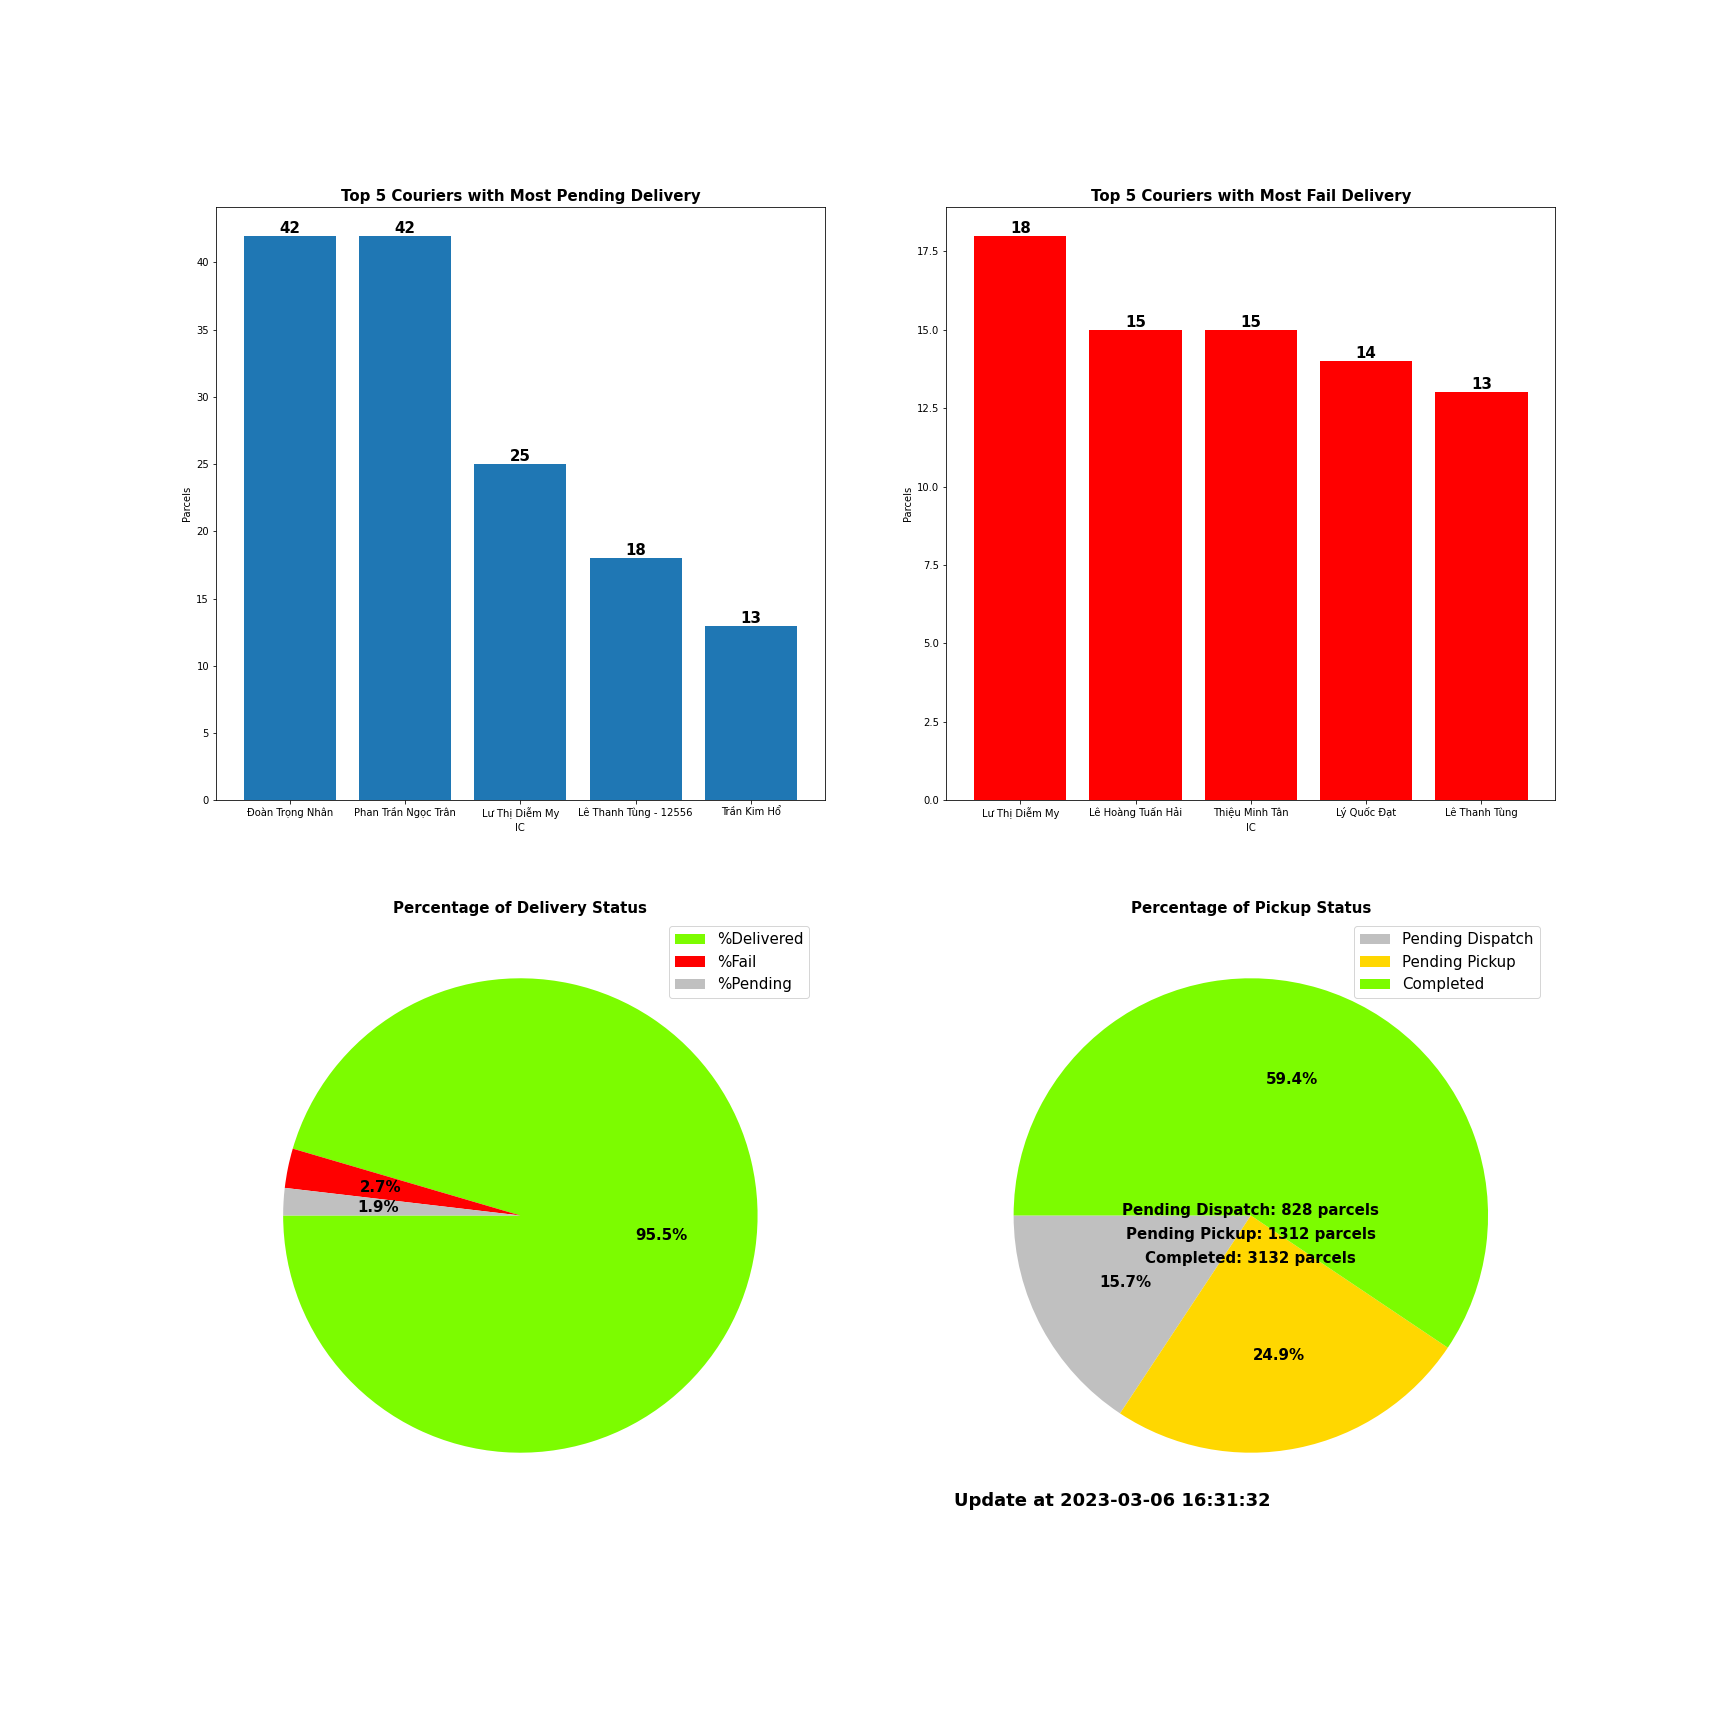 Top 5 Couriers with Most Pending Delivery
42
42
25
18
13
40
35
30
25
20
15
10
5
0
Parcels
Đoàn Trọng Nhân
Phan Trần Ngọc Trân
Lư Thị Diễm My
Lê Thanh Tùng - 12556
Trần Kim Hổ
IC
Top 5 Couriers with Most Fail Delivery
18
15
15
14
13
17.5
15.0
12.5
10.0
7.5
5.0
2.5
0.0
Parcels
Lư Thị Diễm My
Lê Hoàng Tuấn Hải
Thiệu Minh Tân
Lý Quốc Đạt
Lê Thanh Tùng
IC
Percentage of Delivery Status
%Delivered
%Fail
%Pending
2.7%
1.9%
95.5%
Percentage of Pickup Status
Pending Dispatch
Pending Pickup
Completed
59.4%
Pending Dispatch: 828 parcels
Pending Pickup: 1312 parcels
Completed: 3132 parcels
15.7%
24.9%
Update at 2023-03-06 16:31:32